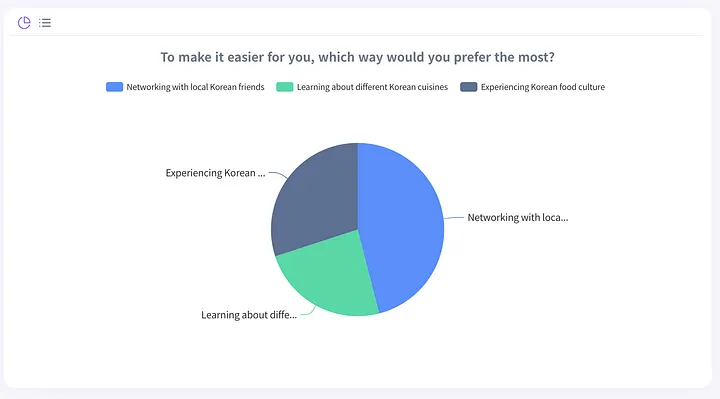 To make it easier for you, which way would you prefer the most?
Networking with local Korean friends
Learning about different Korean cuisines
Experiencing Korean food culture
Experiencing Korean ...
Networking with loca...
Learning about diffe...